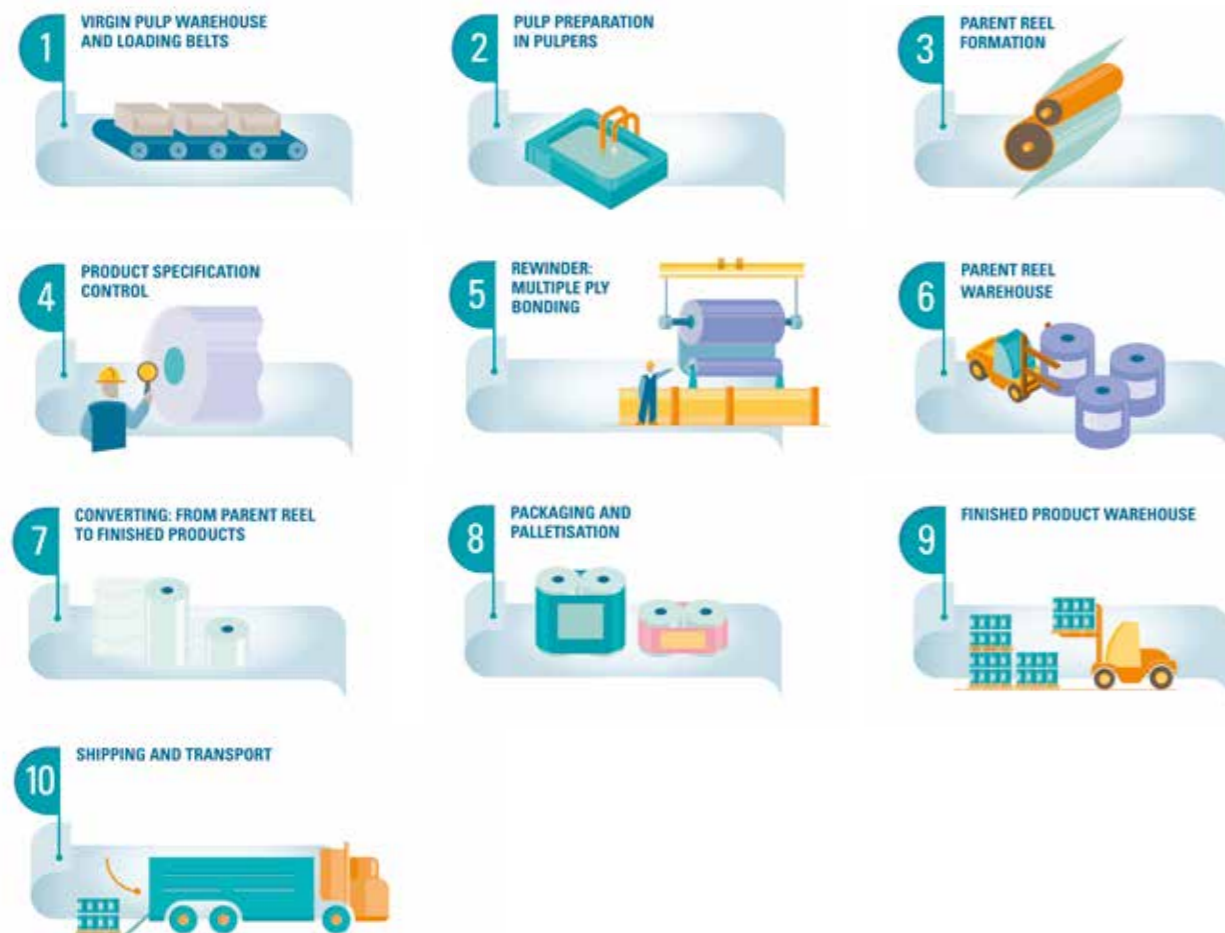 1
VIRGIN PULP WAREHOUSE
AND LOADING BELTS
2
PULP PREPARATION
IN PULPERS
3
PARENT REEL
FORMATION
4
PRODUCT SPECIFICATION
CONTROL
5
REWINDER:
MULTIPLE PLY
BONDING
6
PARENT REEL
WAREHOUSE
7
CONVERTING: FROM PARENT REEL
TO FINISHED PRODUCTS
8
PACKAGING AND
PALLETISATION
9
FINISHED PRODUCT WAREHOUSE
10
SHIPPING AND TRANSPORT